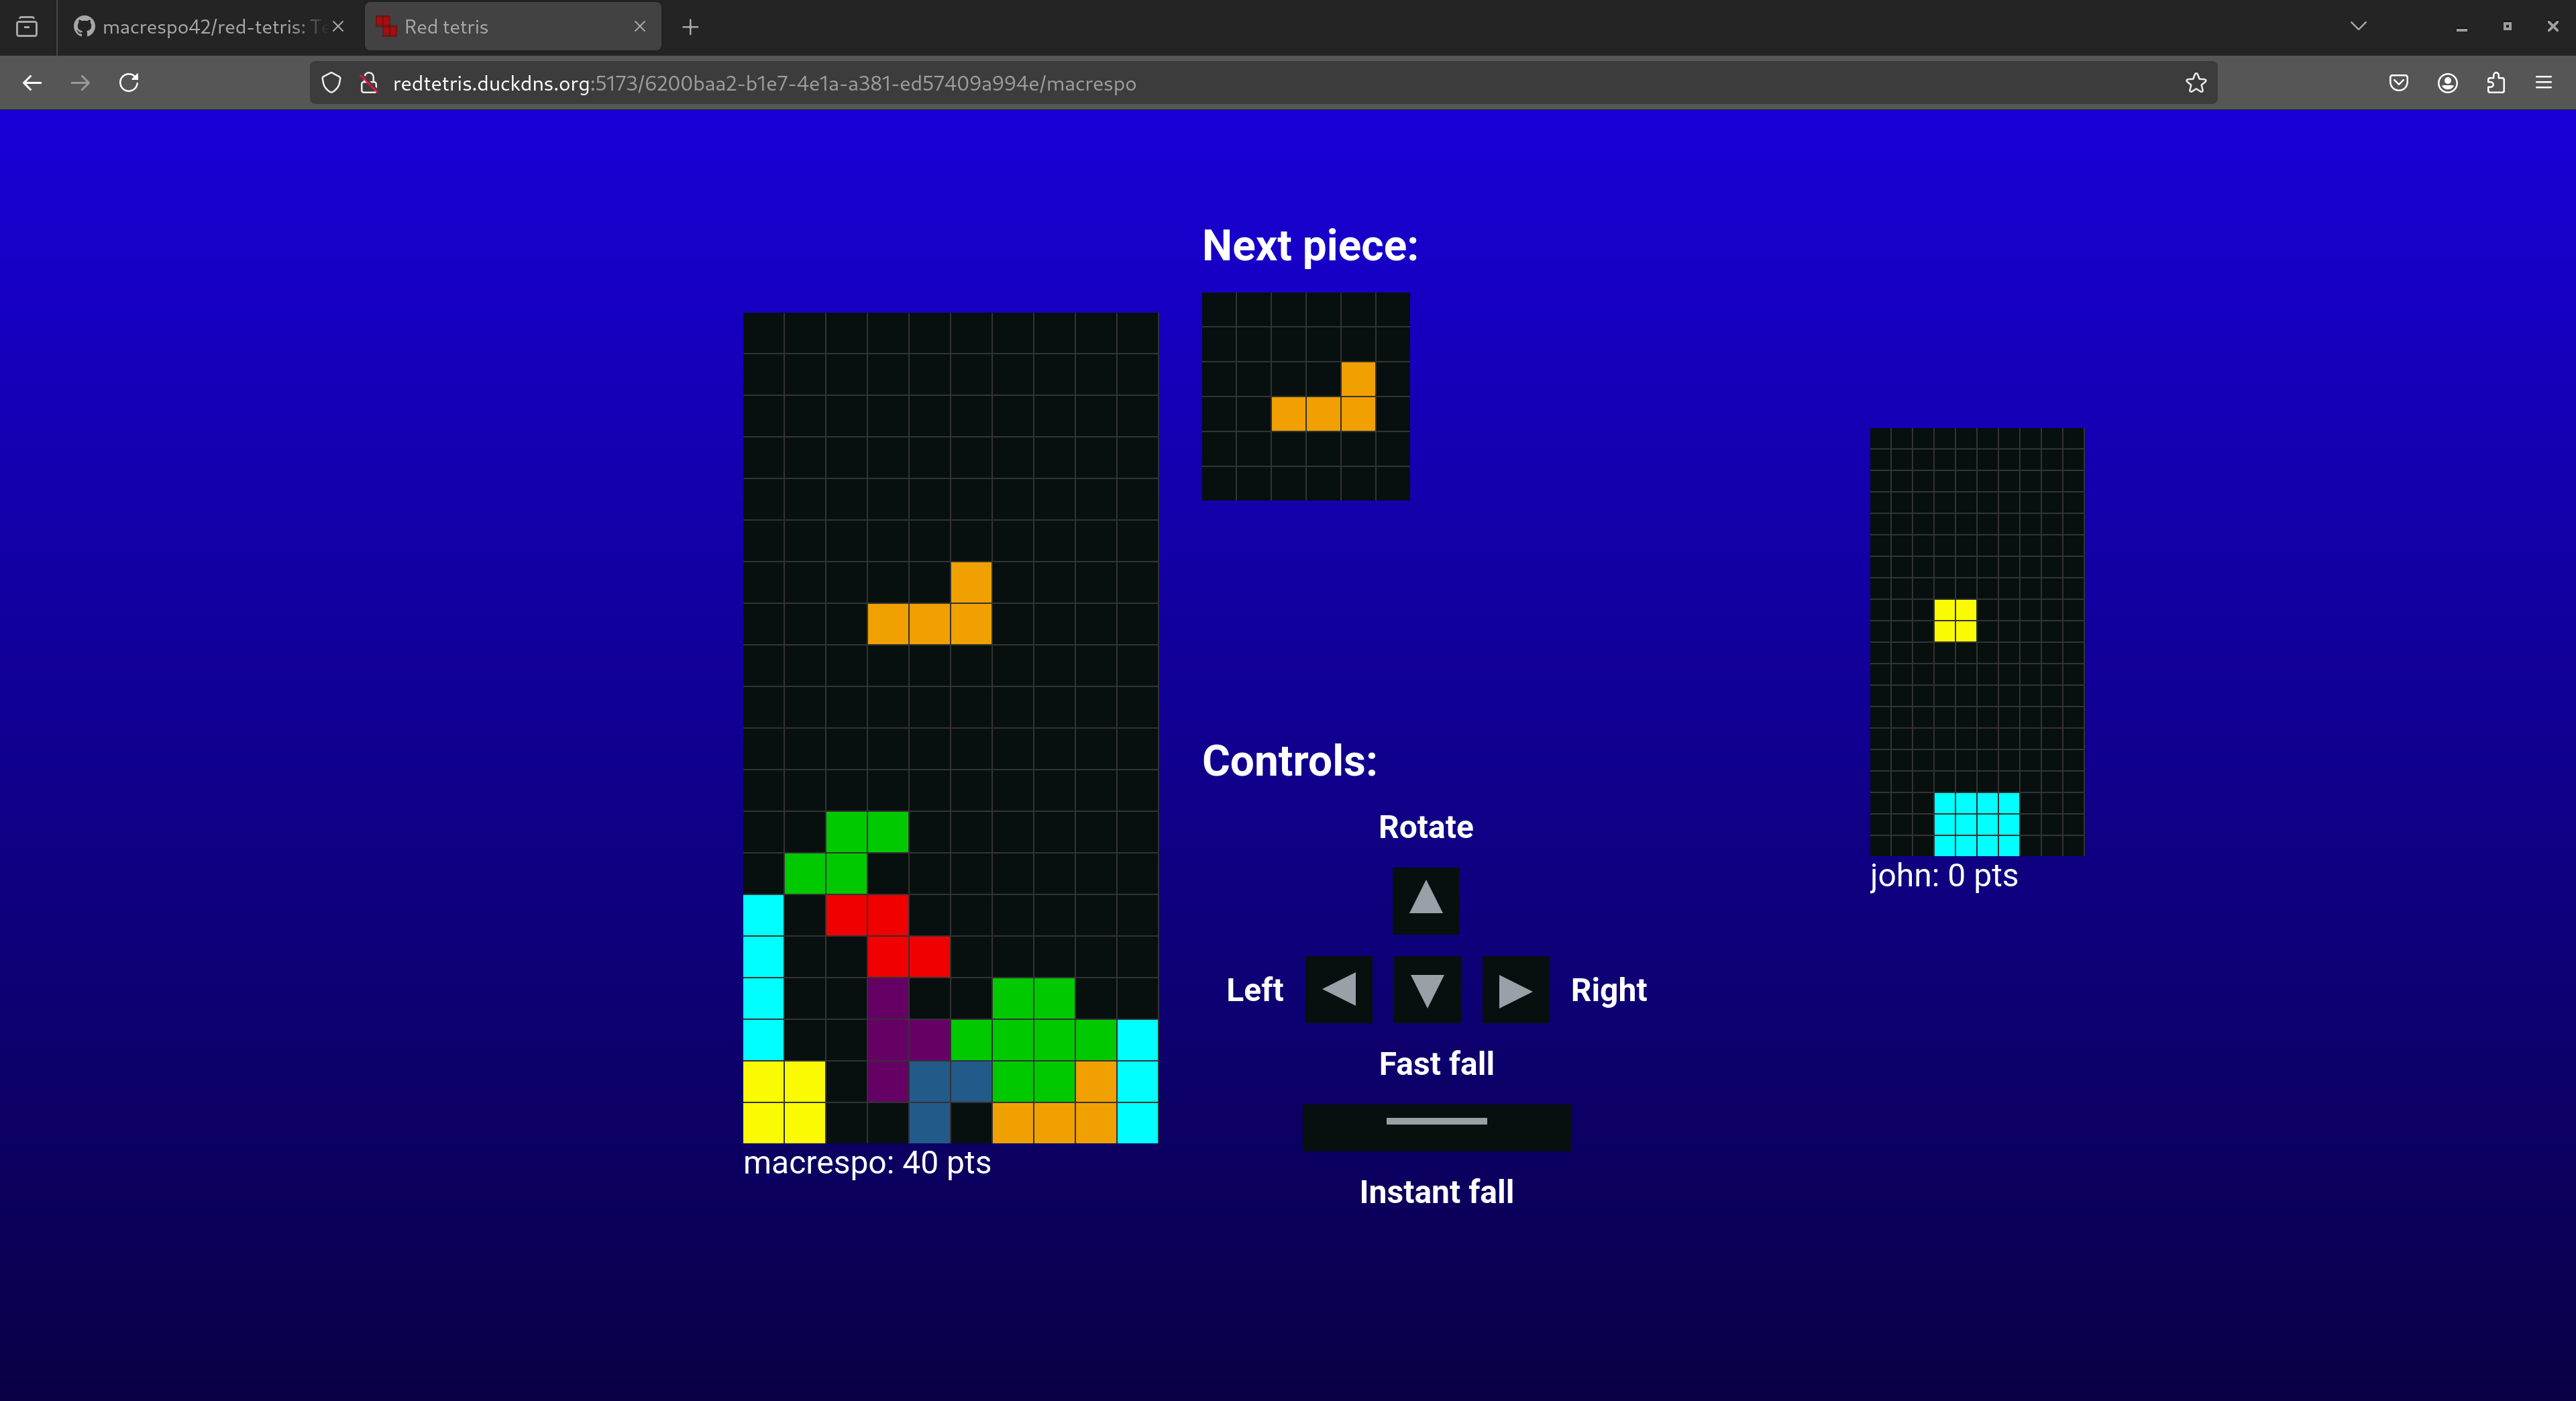 macrespo42/red-tetris: Te
Red tetris
redtetris.duckdns.org:5173/6200baa2-b1e7-4e1a-a381-ed57409a994e/macrespo
Next piece:
Controls:
Rotate
Left
Right
Fast fall
Instant fall
macrespo: 40 pts
john: 0 pts